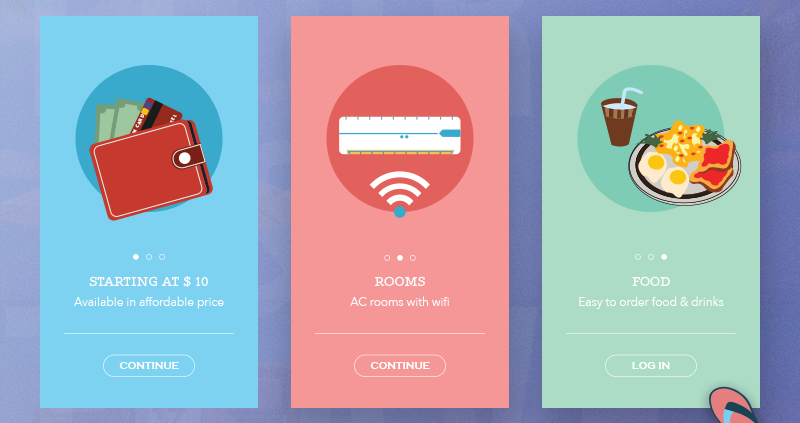 STARTING AT $ 10
Available in affordable price
CONTINUE
ROOMS
AC rooms with wifi
CONTINUE
FOOD
Easy to order food & drinks
LOG IN